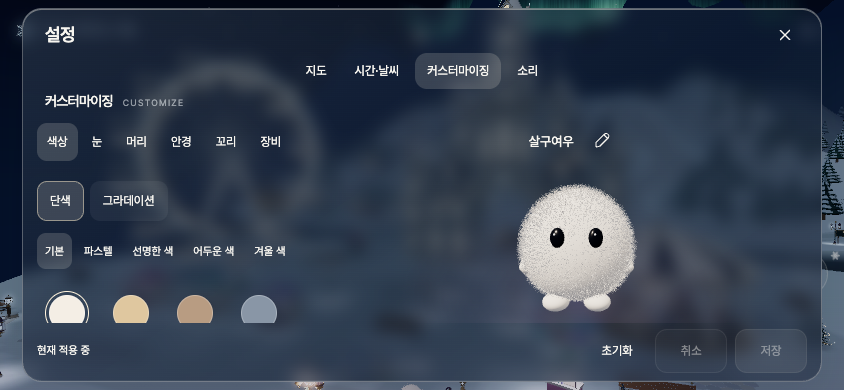 설정
지도 시간·날씨 커스터마이징 소리
커스터마이징 CUSTOMIZE
색상 눈 머리 안경 꼬리 장비
살구여우
단색 그라데이션
기본 파스텔 선명한 색 어두운 색 겨울 색
현재 적용 중
초기화 취소 저장